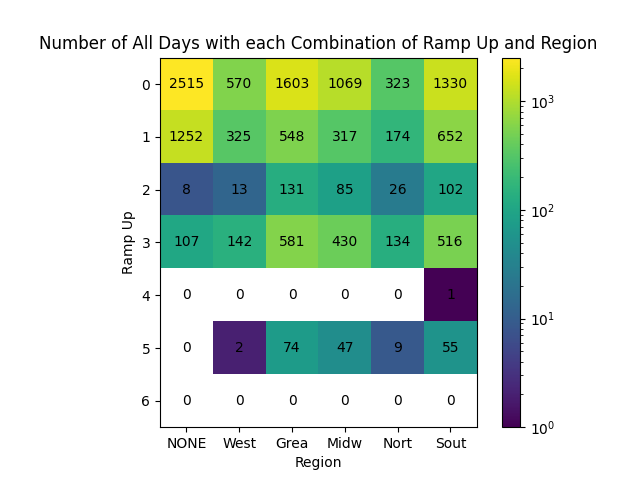 Number of All Days with each Combination of Ramp Up and Region
0 2515 570 1603 1069 323 1330
1 1252 325 548 317 174 652
2 8 13 131 85 26 102
3 107 142 581 430 134 516
4 0 0 0 0 0 1
5 0 2 74 47 9 55
6 0 0 0 0 0 0
NONE West Grea Midw Nort Sout
Region
Ramp Up
10³
10²
10¹
10⁰